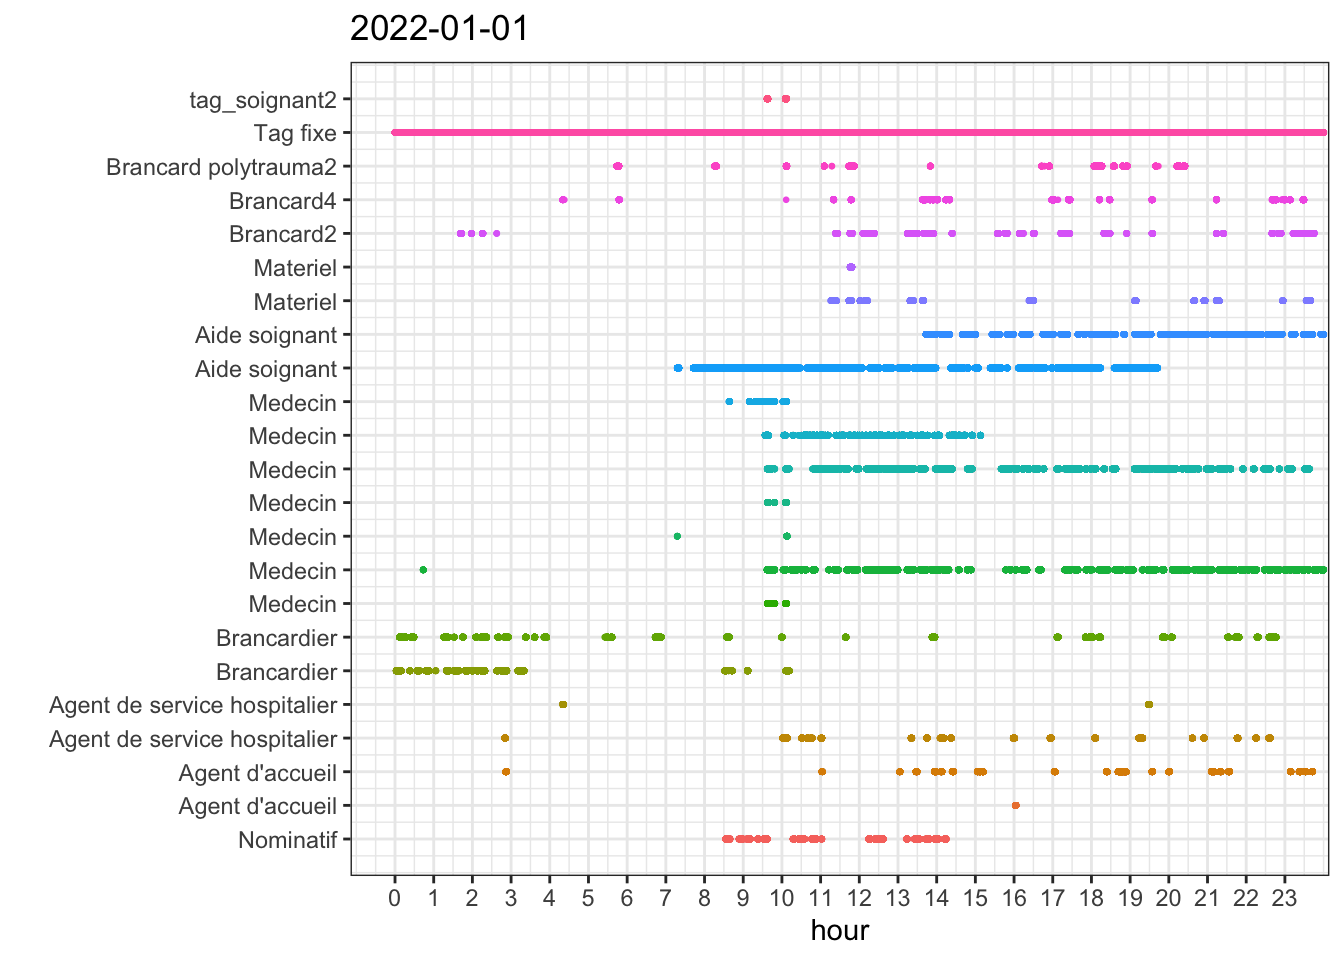 2022-01-01
tag_soignant2
Tag fixe
Brancard polytrauma2
Brancard4
Brancard2
Materiel
Materiel
Aide soignant
Aide soignant
Medecin
Medecin
Medecin
Medecin
Medecin
Medecin
Medecin
Brancardier
Brancardier
Agent de service hospitalier
Agent de service hospitalier
Agent d'accueil
Agent d'accueil
Nominatif
0 1 2 3 4 5 6 7 8 9 10 11 12 13 14 15 16 17 18 19 20 21 22 23
hour